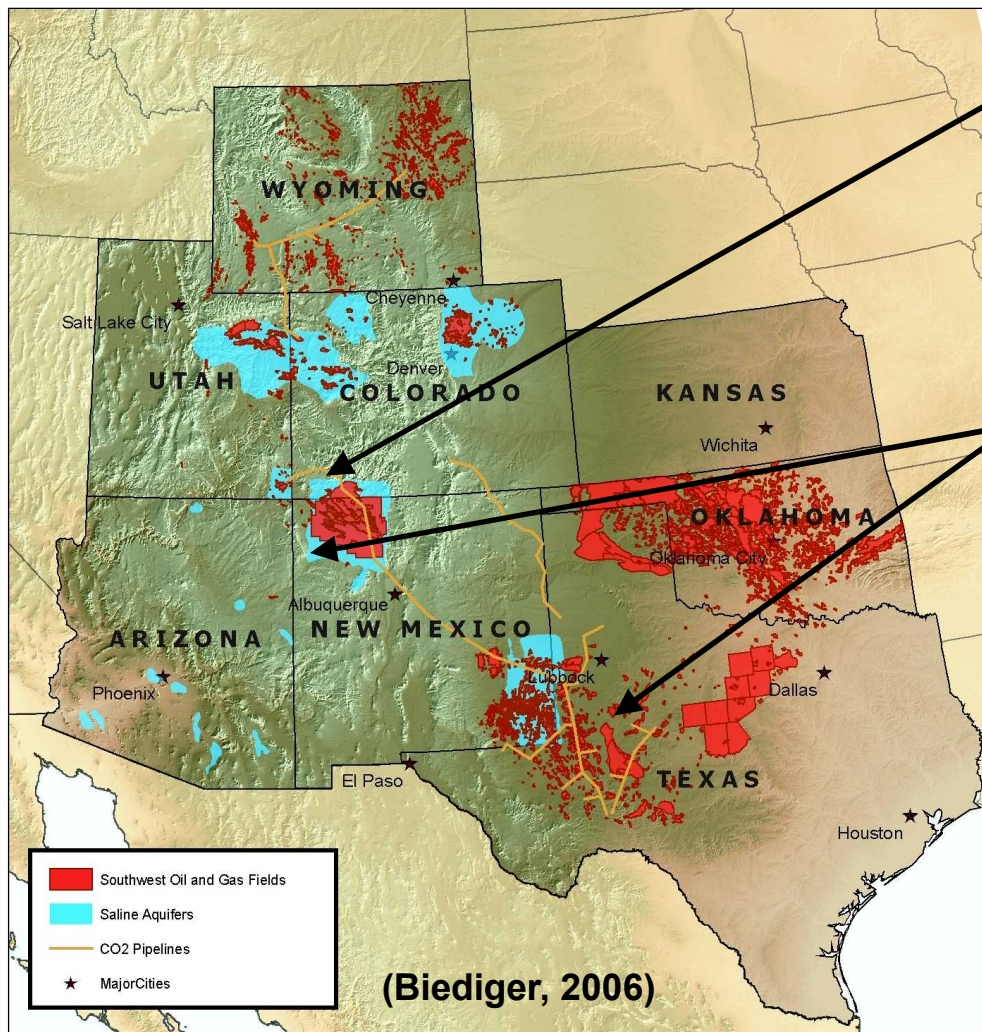 WYOMING
Cheyenne
Salt Lake City
Denver
UTAH
COLORADO
KANSAS
Wichita
OKLAHOMA
Oklahoma City
Albuquerque
ARIZONA
NEW MEXICO
Lubbock
Phoenix
Dallas
El Paso
TEXAS
Houston
Southwest Oil and Gas Fields
Saline Aquifers
CO2 Pipelines
MajorCities
(Biediger, 2006)